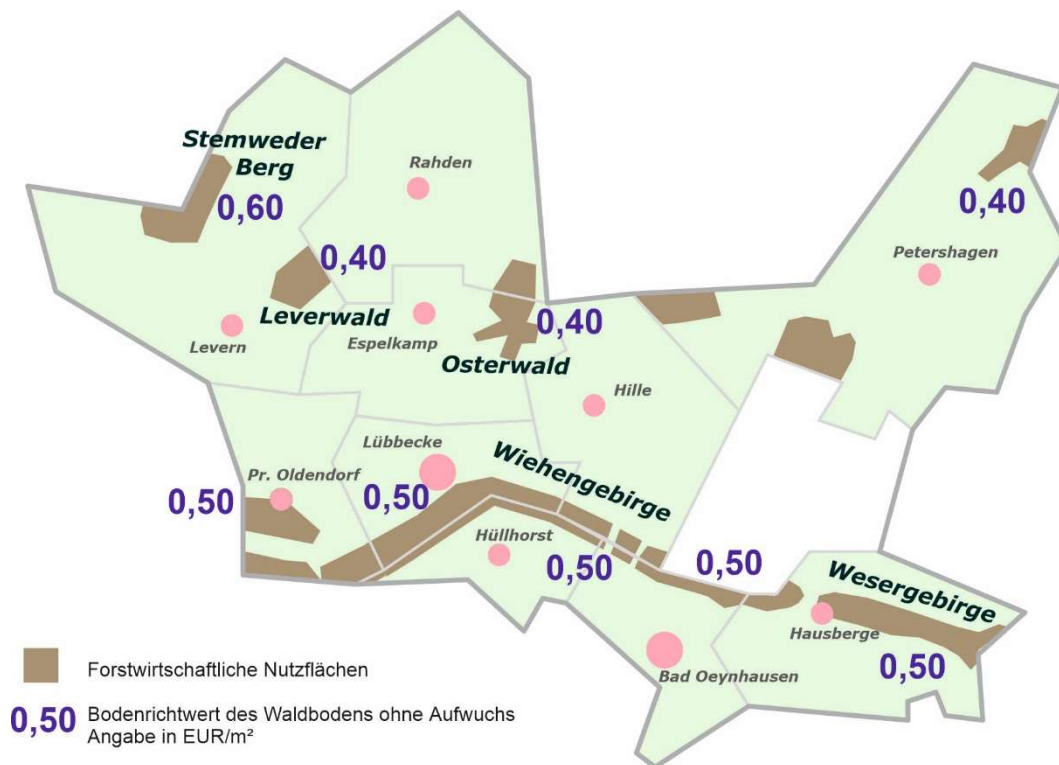 Stemweder
Berg
0,60
Rahden
0,40
Petershagen
0,40
Leverwald
Levern
Espelkamp
0,40
Osterwald
Hille
Lübbecke
Pr. Oldendorf
0,50
0,50
Wiehengebirge
Hüllhorst
0,50
0,50
Wesergebirge
Hausberge
0,50
Bad Oeynhausen
Forstwirtschaftliche Nutzflächen
0,50 Bodenrichtwert des Waldbodens ohne Aufwuchs
Angabe in EUR/m²